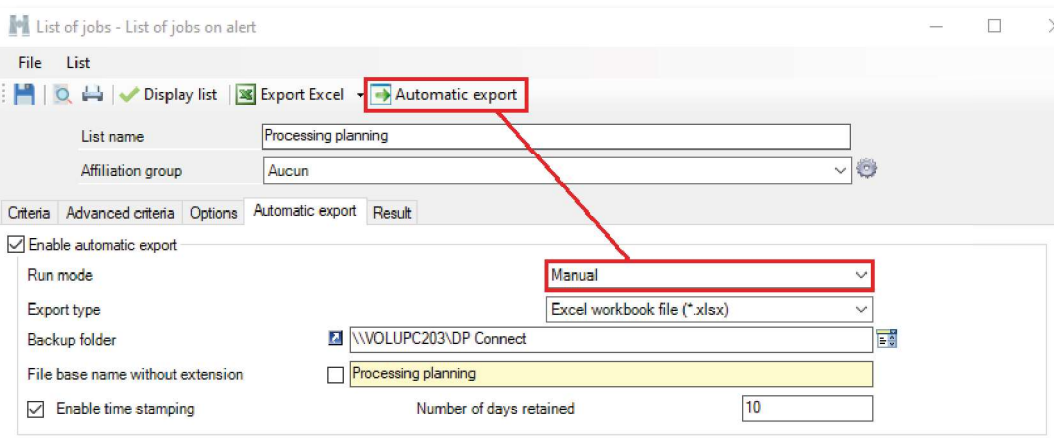 List of jobs - List of jobs on alert
File List
Display list Export Excel Automatic export
List name Processing planning
Affiliation group Aucun
Criteria Advanced criteria Options Automatic export Result
Enable automatic export
Run mode Manual
Export type Excel workbook file (*.xlsx)
Backup folder \\VOLUPC203\DP Connect
File base name without extension Processing planning
Enable time stamping Number of days retained 10